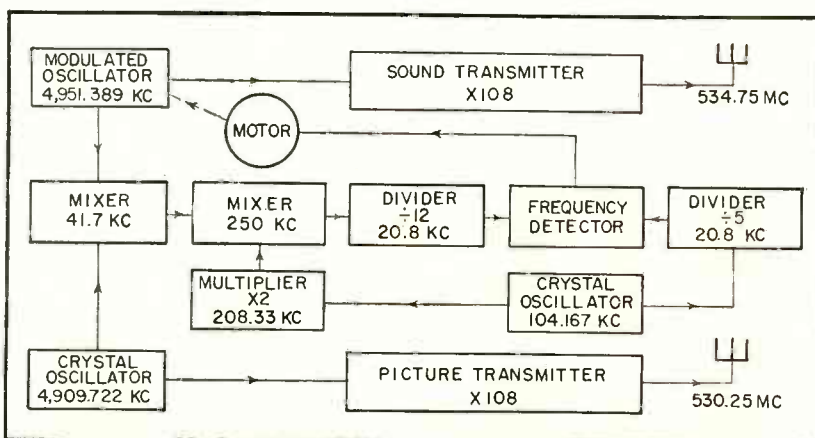 MODULATED
OSCILLATOR
4,951.389 KC
SOUND TRANSMITTER
X108
534.75 MC
MOTOR
MIXER
41.7 KC
MIXER
250 KC
DIVIDER
÷12
20.8 KC
FREQUENCY
DETECTOR
DIVIDER
÷5
20.8 KC
MULTIPLIER
X2
208.33 KC
CRYSTAL
OSCILLATOR
104.167 KC
CRYSTAL
OSCILLATOR
4,909.722 KC
PICTURE TRANSMITTER
X108
530.25 MC